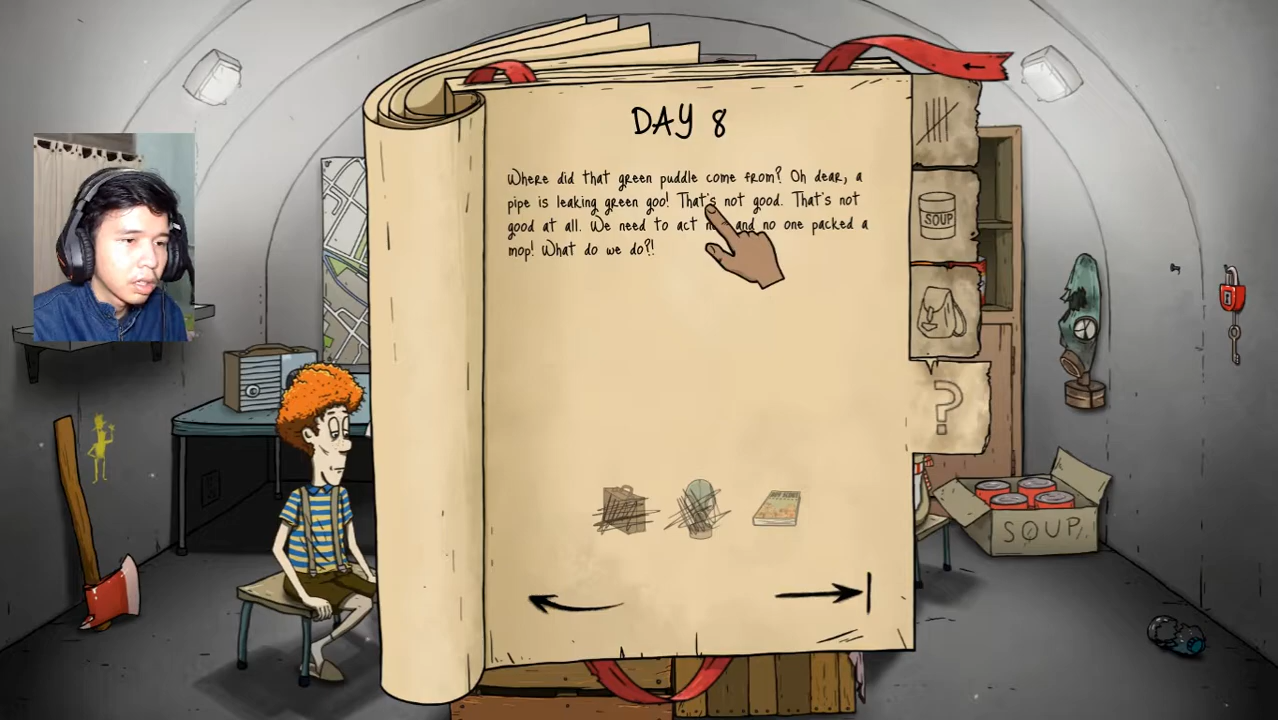 DAY 8
Where did that green puddle come from? Oh dear, a
pipe is leaking green goo! That's not good. That's not
good at all. We need to act and no one packed a
mop! What do we do?!
SOUP
?
SOUP